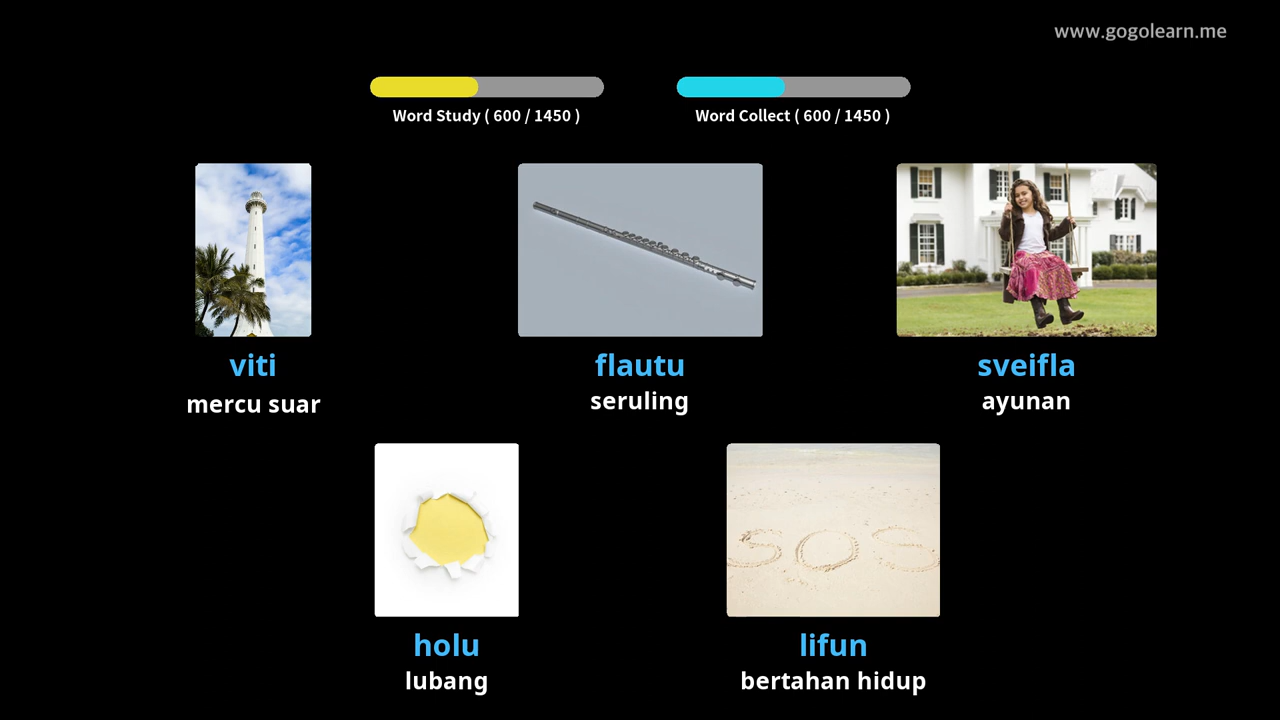 www.gogolearn.me
Word Study ( 600 / 1450 )
Word Collect ( 600 / 1450 )
viti
mercu suar
flautu
seruling
sveifla
ayunan
SOS
holu
lubang
lifun
bertahan hidup